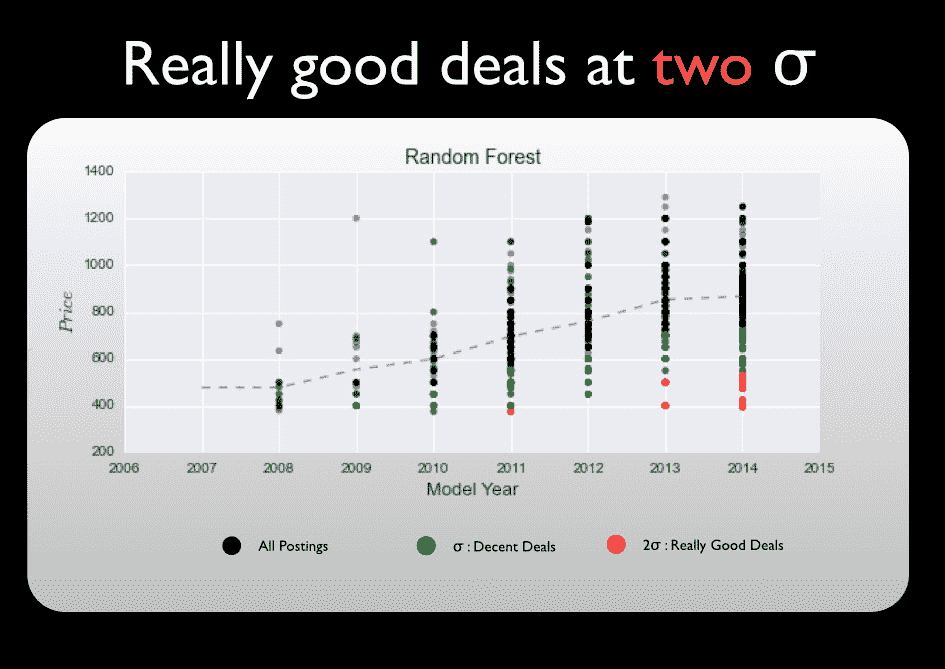 Really good deals at two σ
Random Forest
1400
1200
1000
800
600
400
200
Price
2006 2007 2008 2009 2010 2011 2012 2013 2014 2015
Model Year
All Postings
σ : Decent Deals
2σ : Really Good Deals